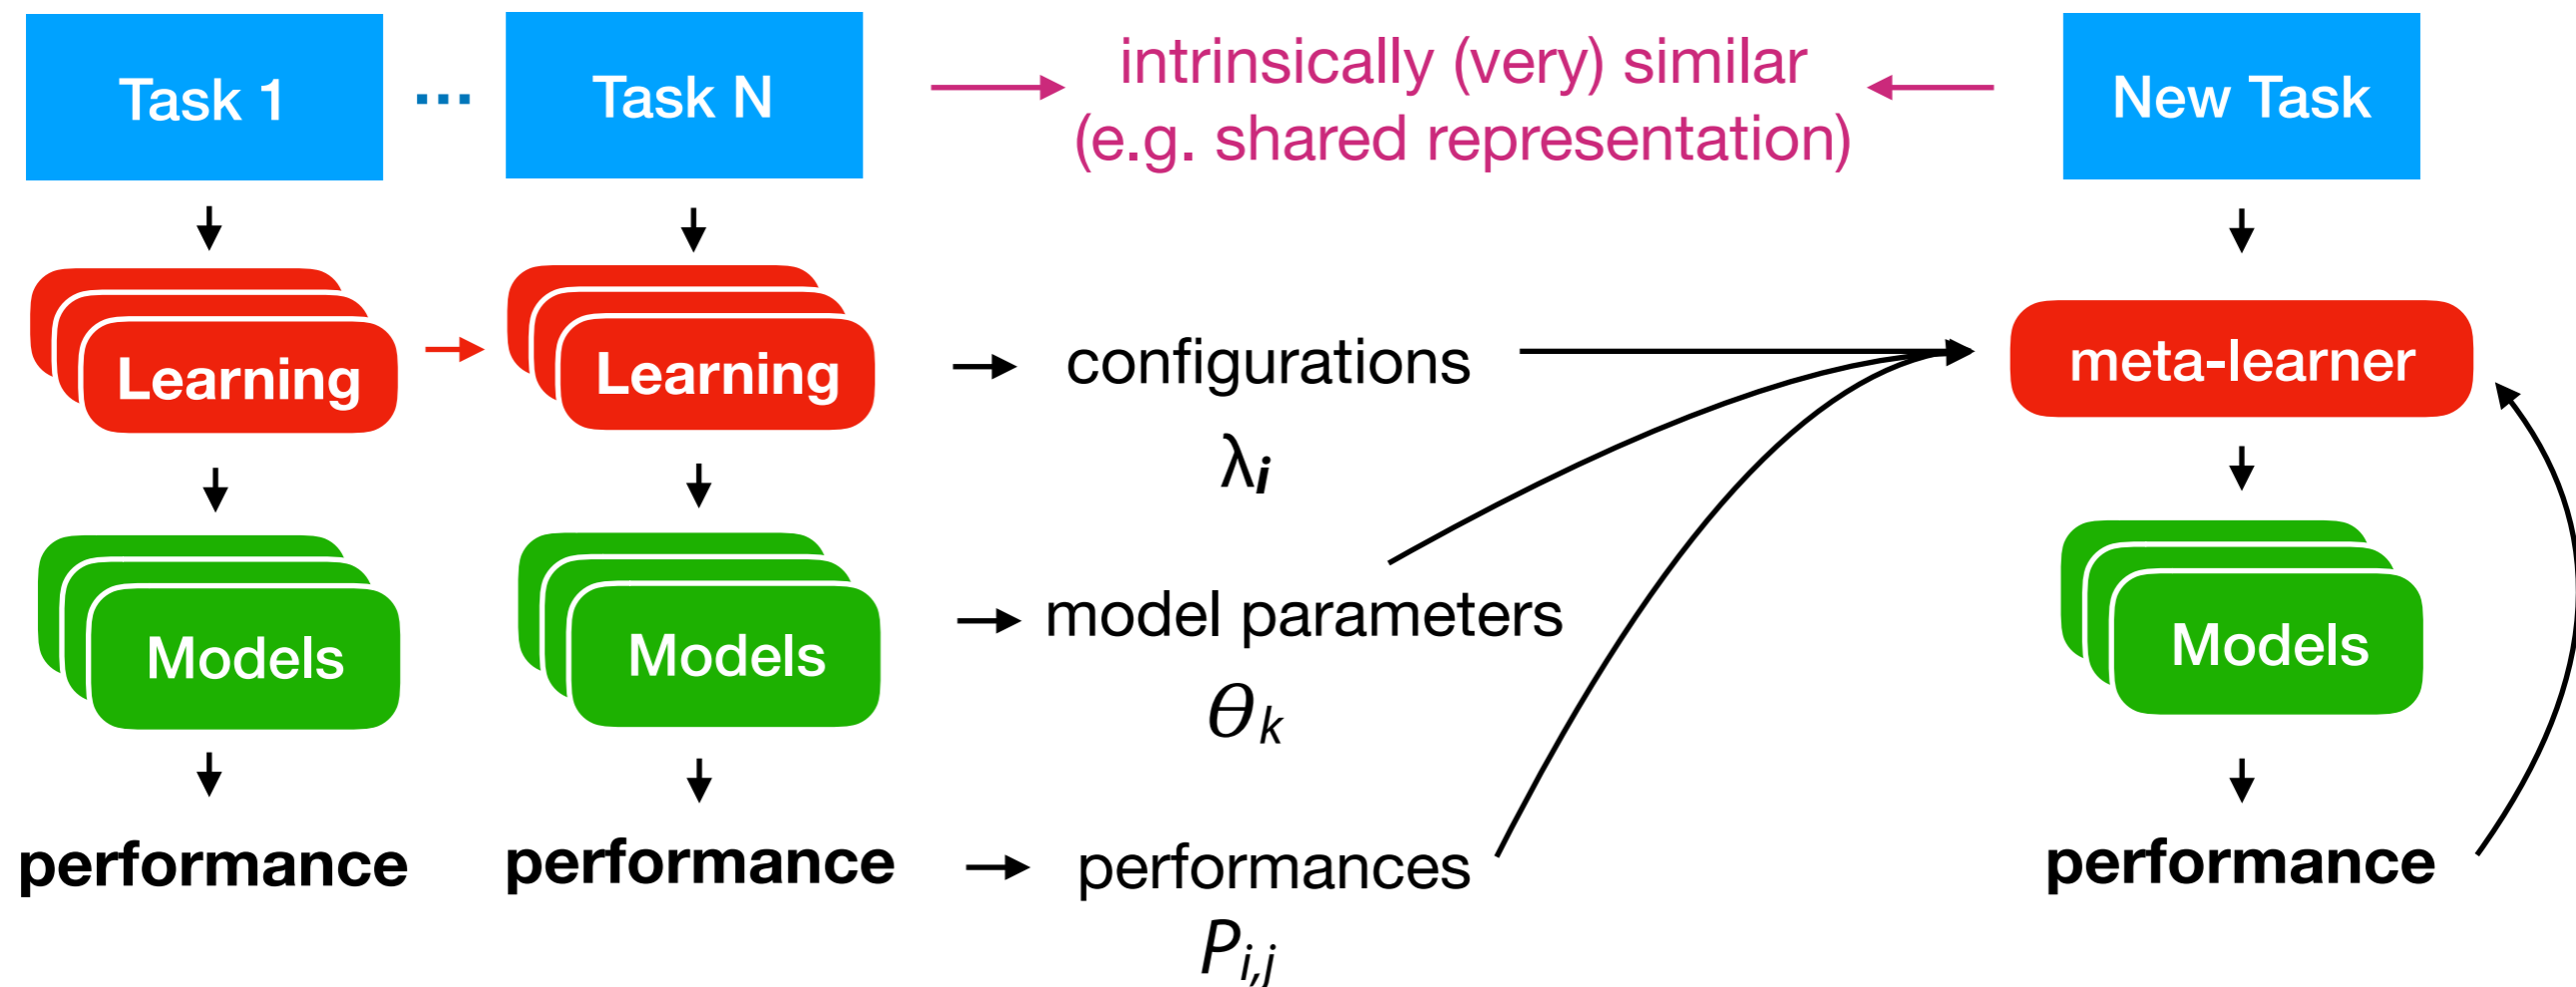 Task 1
...
Task N
intrinsically (very) similar
(e.g. shared representation)
New Task
Learning
Learning
configurations
λi
meta-learner
Models
Models
model parameters
θk
Models
performance
performance
performances
Pi,j
performance